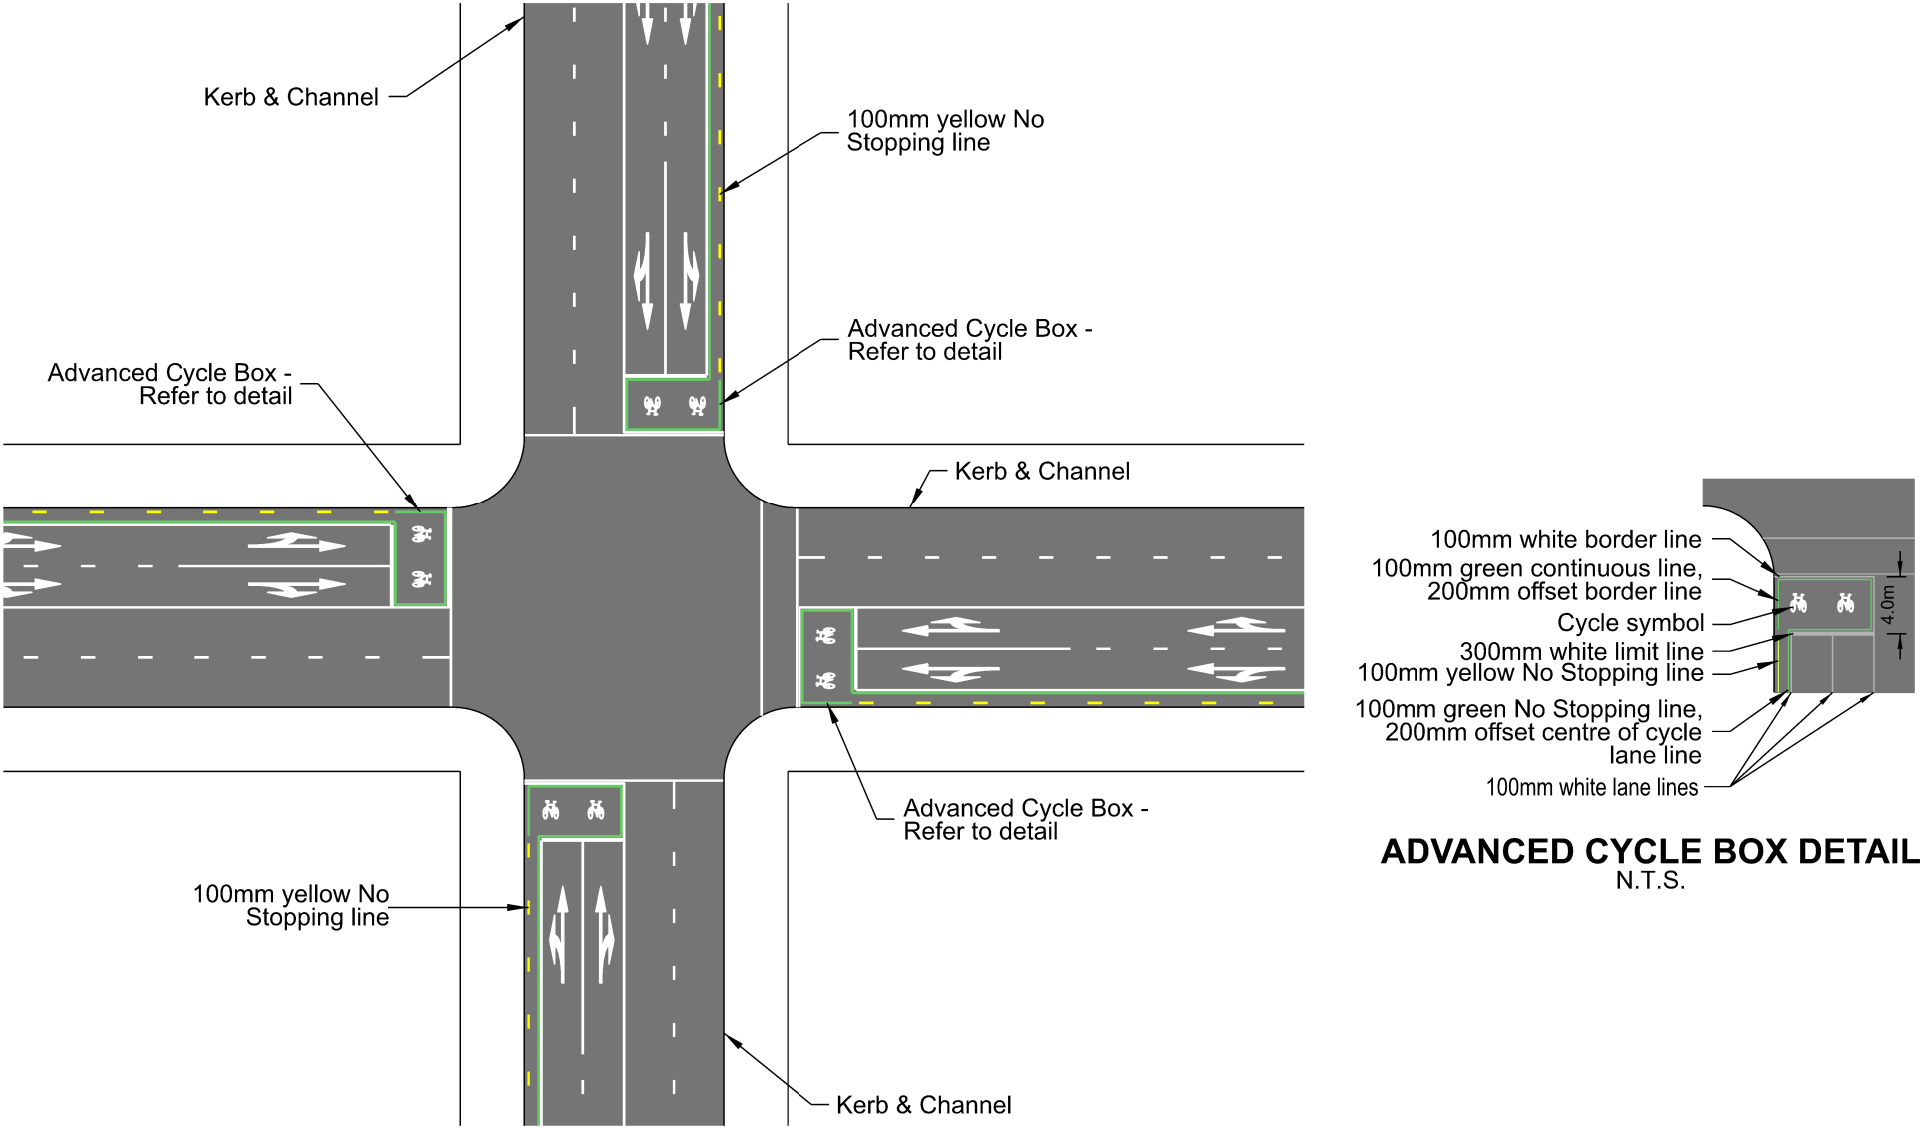 Kerb & Channel
100mm yellow No
Stopping line
Advanced Cycle Box -
Refer to detail
Advanced Cycle Box -
Refer to detail
Kerb & Channel
100mm white border line
100mm green continuous line,
200mm offset border line
Cycle symbol
300mm white limit line
100mm yellow No Stopping line
100mm green No Stopping line,
200mm offset centre of cycle
lane line
100mm white lane lines
4.0m
ADVANCED CYCLE BOX DETAIL
N.T.S.
Advanced Cycle Box -
Refer to detail
100mm yellow No
Stopping line
Kerb & Channel